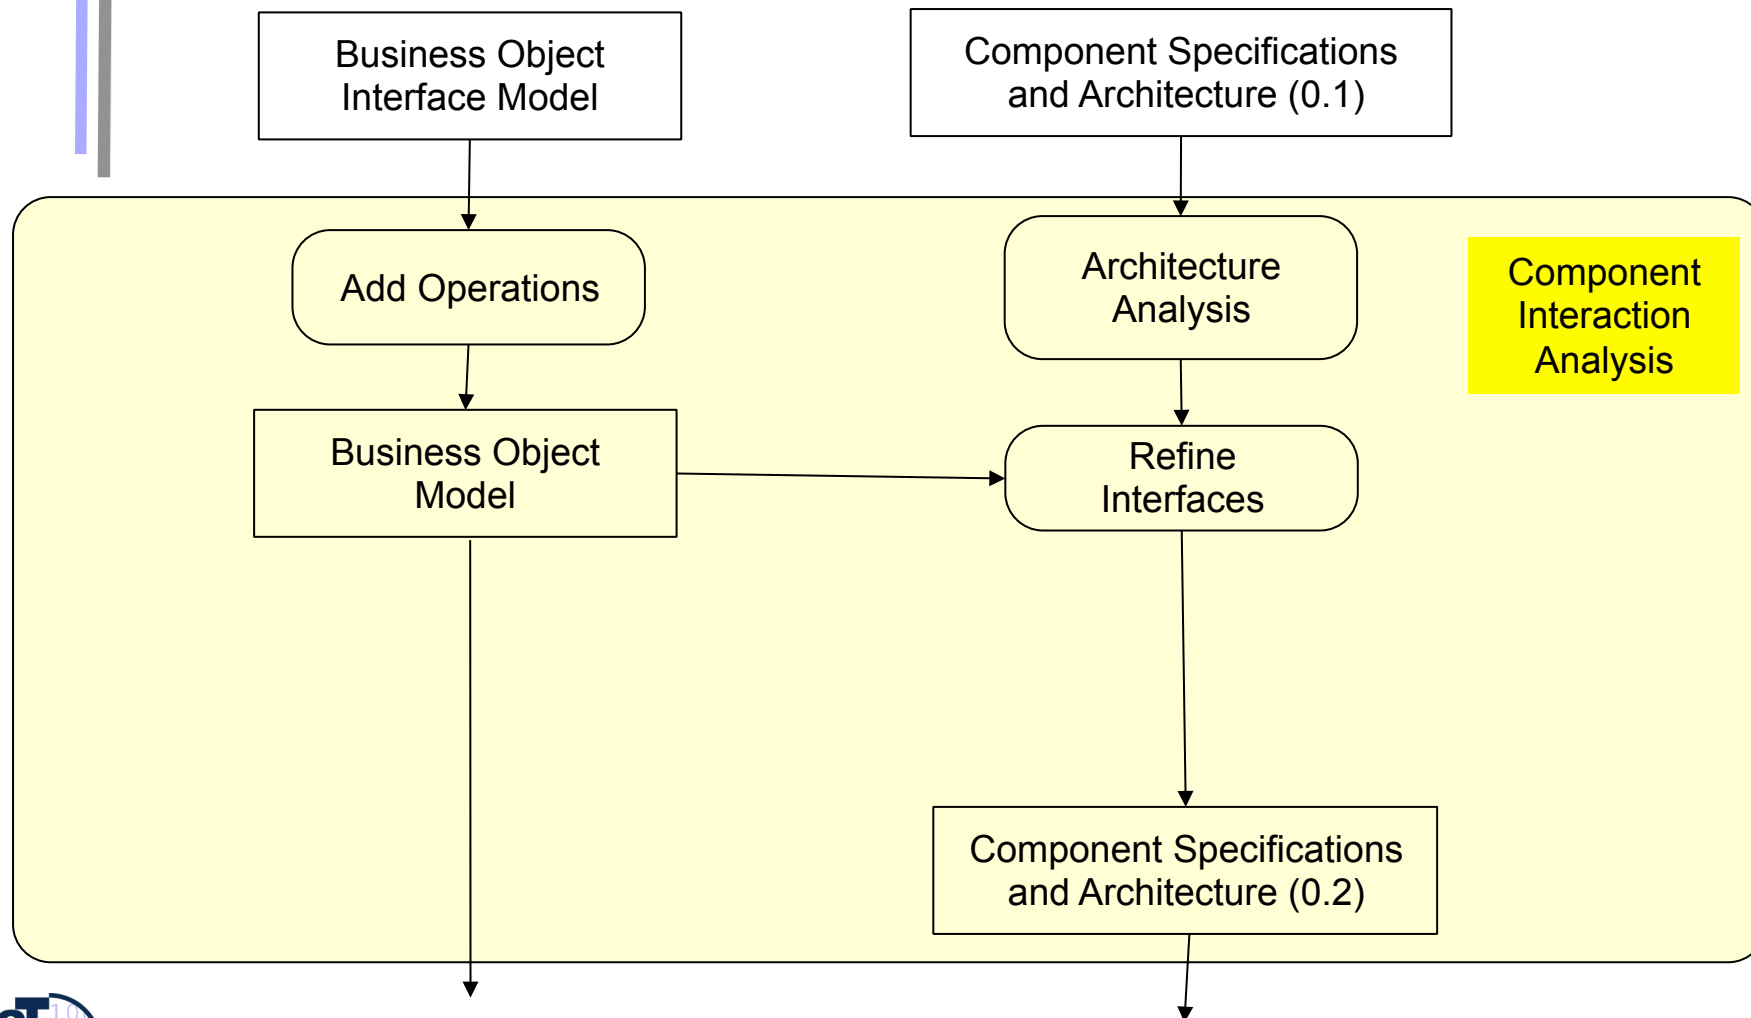 Business Object
Interface Model
Component Specifications
and Architecture (0.1)
Add Operations
Architecture
Analysis
Component
Interaction
Analysis
Business Object
Model
Refine
Interfaces
Component Specifications
and Architecture (0.2)